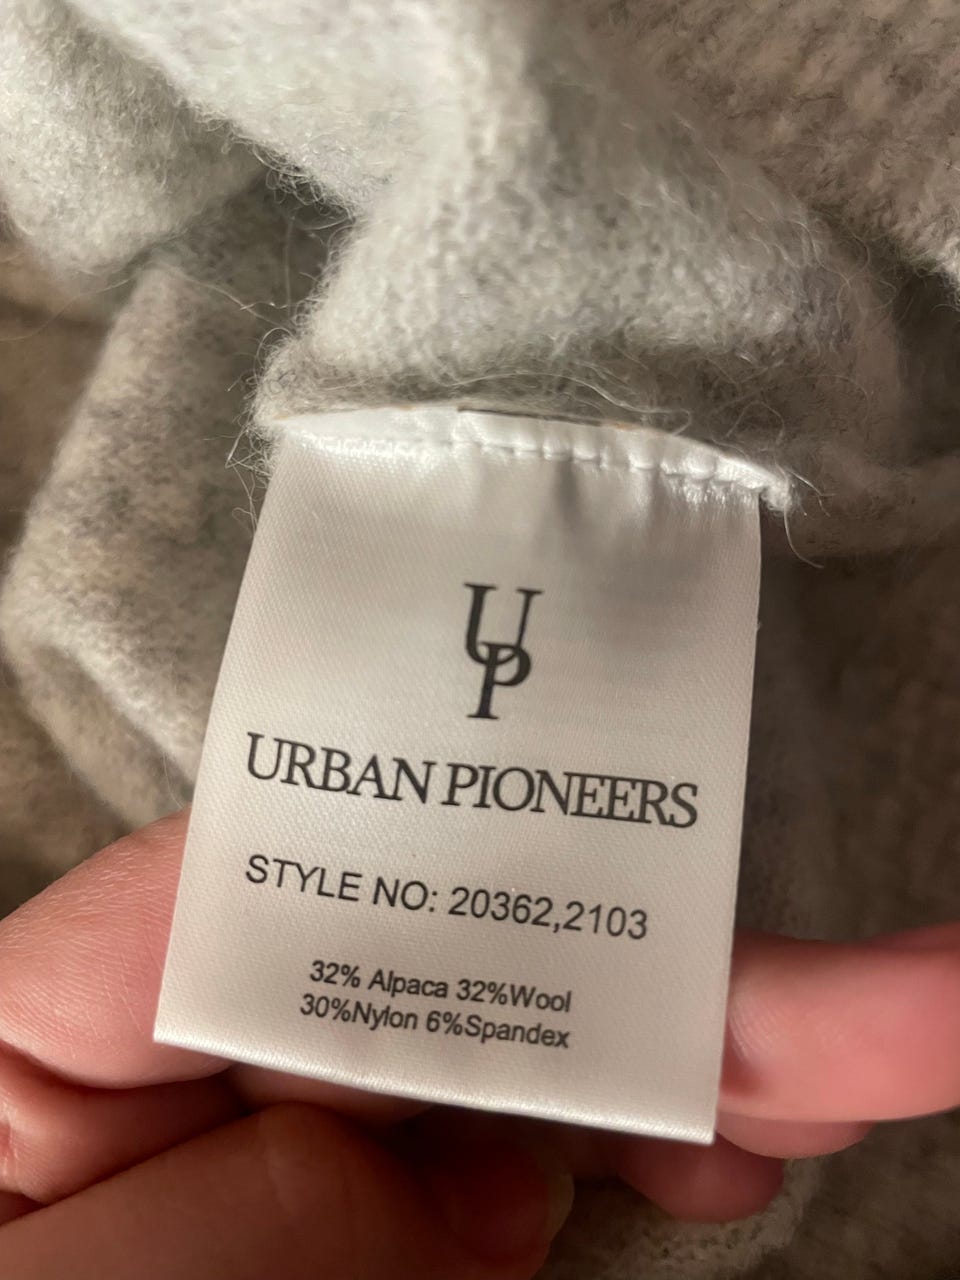 UP
URBAN PIONEERS
STYLE NO: 20362,2103
32% Alpaca 32%Wool
30%Nylon 6%Spandex